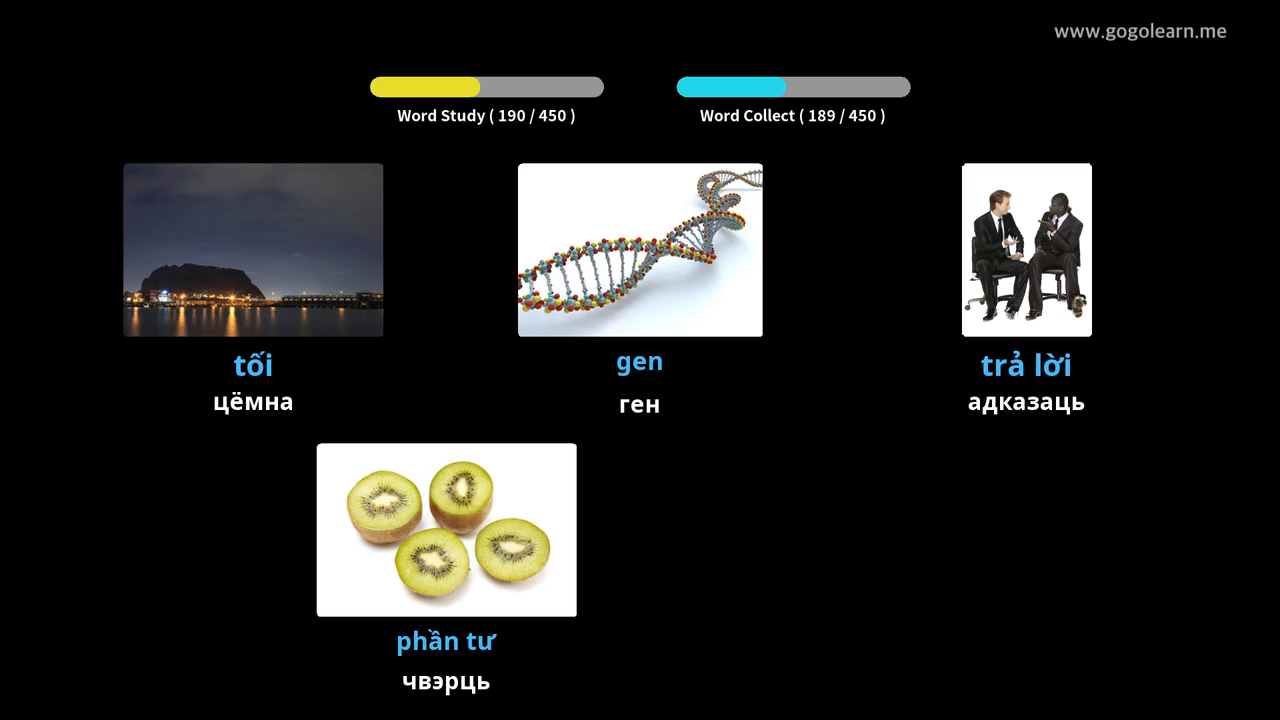 www.gogolearn.me
Word Study ( 190 / 450 )
Word Collect ( 189 / 450 )
tối
цёмна
gen
ген
trả lời
адказаць
phần tư
чвэрць